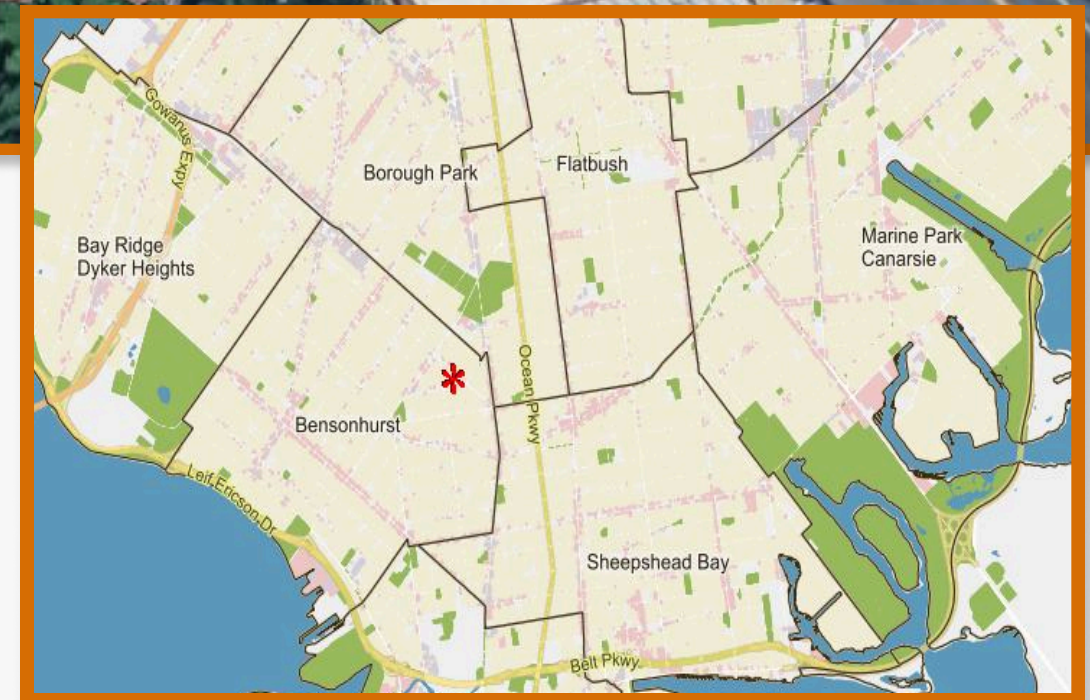 Gowanus Expy
Borough Park
Flatbush
Bay Ridge
Dyker Heights
Marine Park
Canarsie
Ocean Pkwy
Bensonhurst
Leif Ericson Dr
Sheepshead Bay
Belt Pkwy